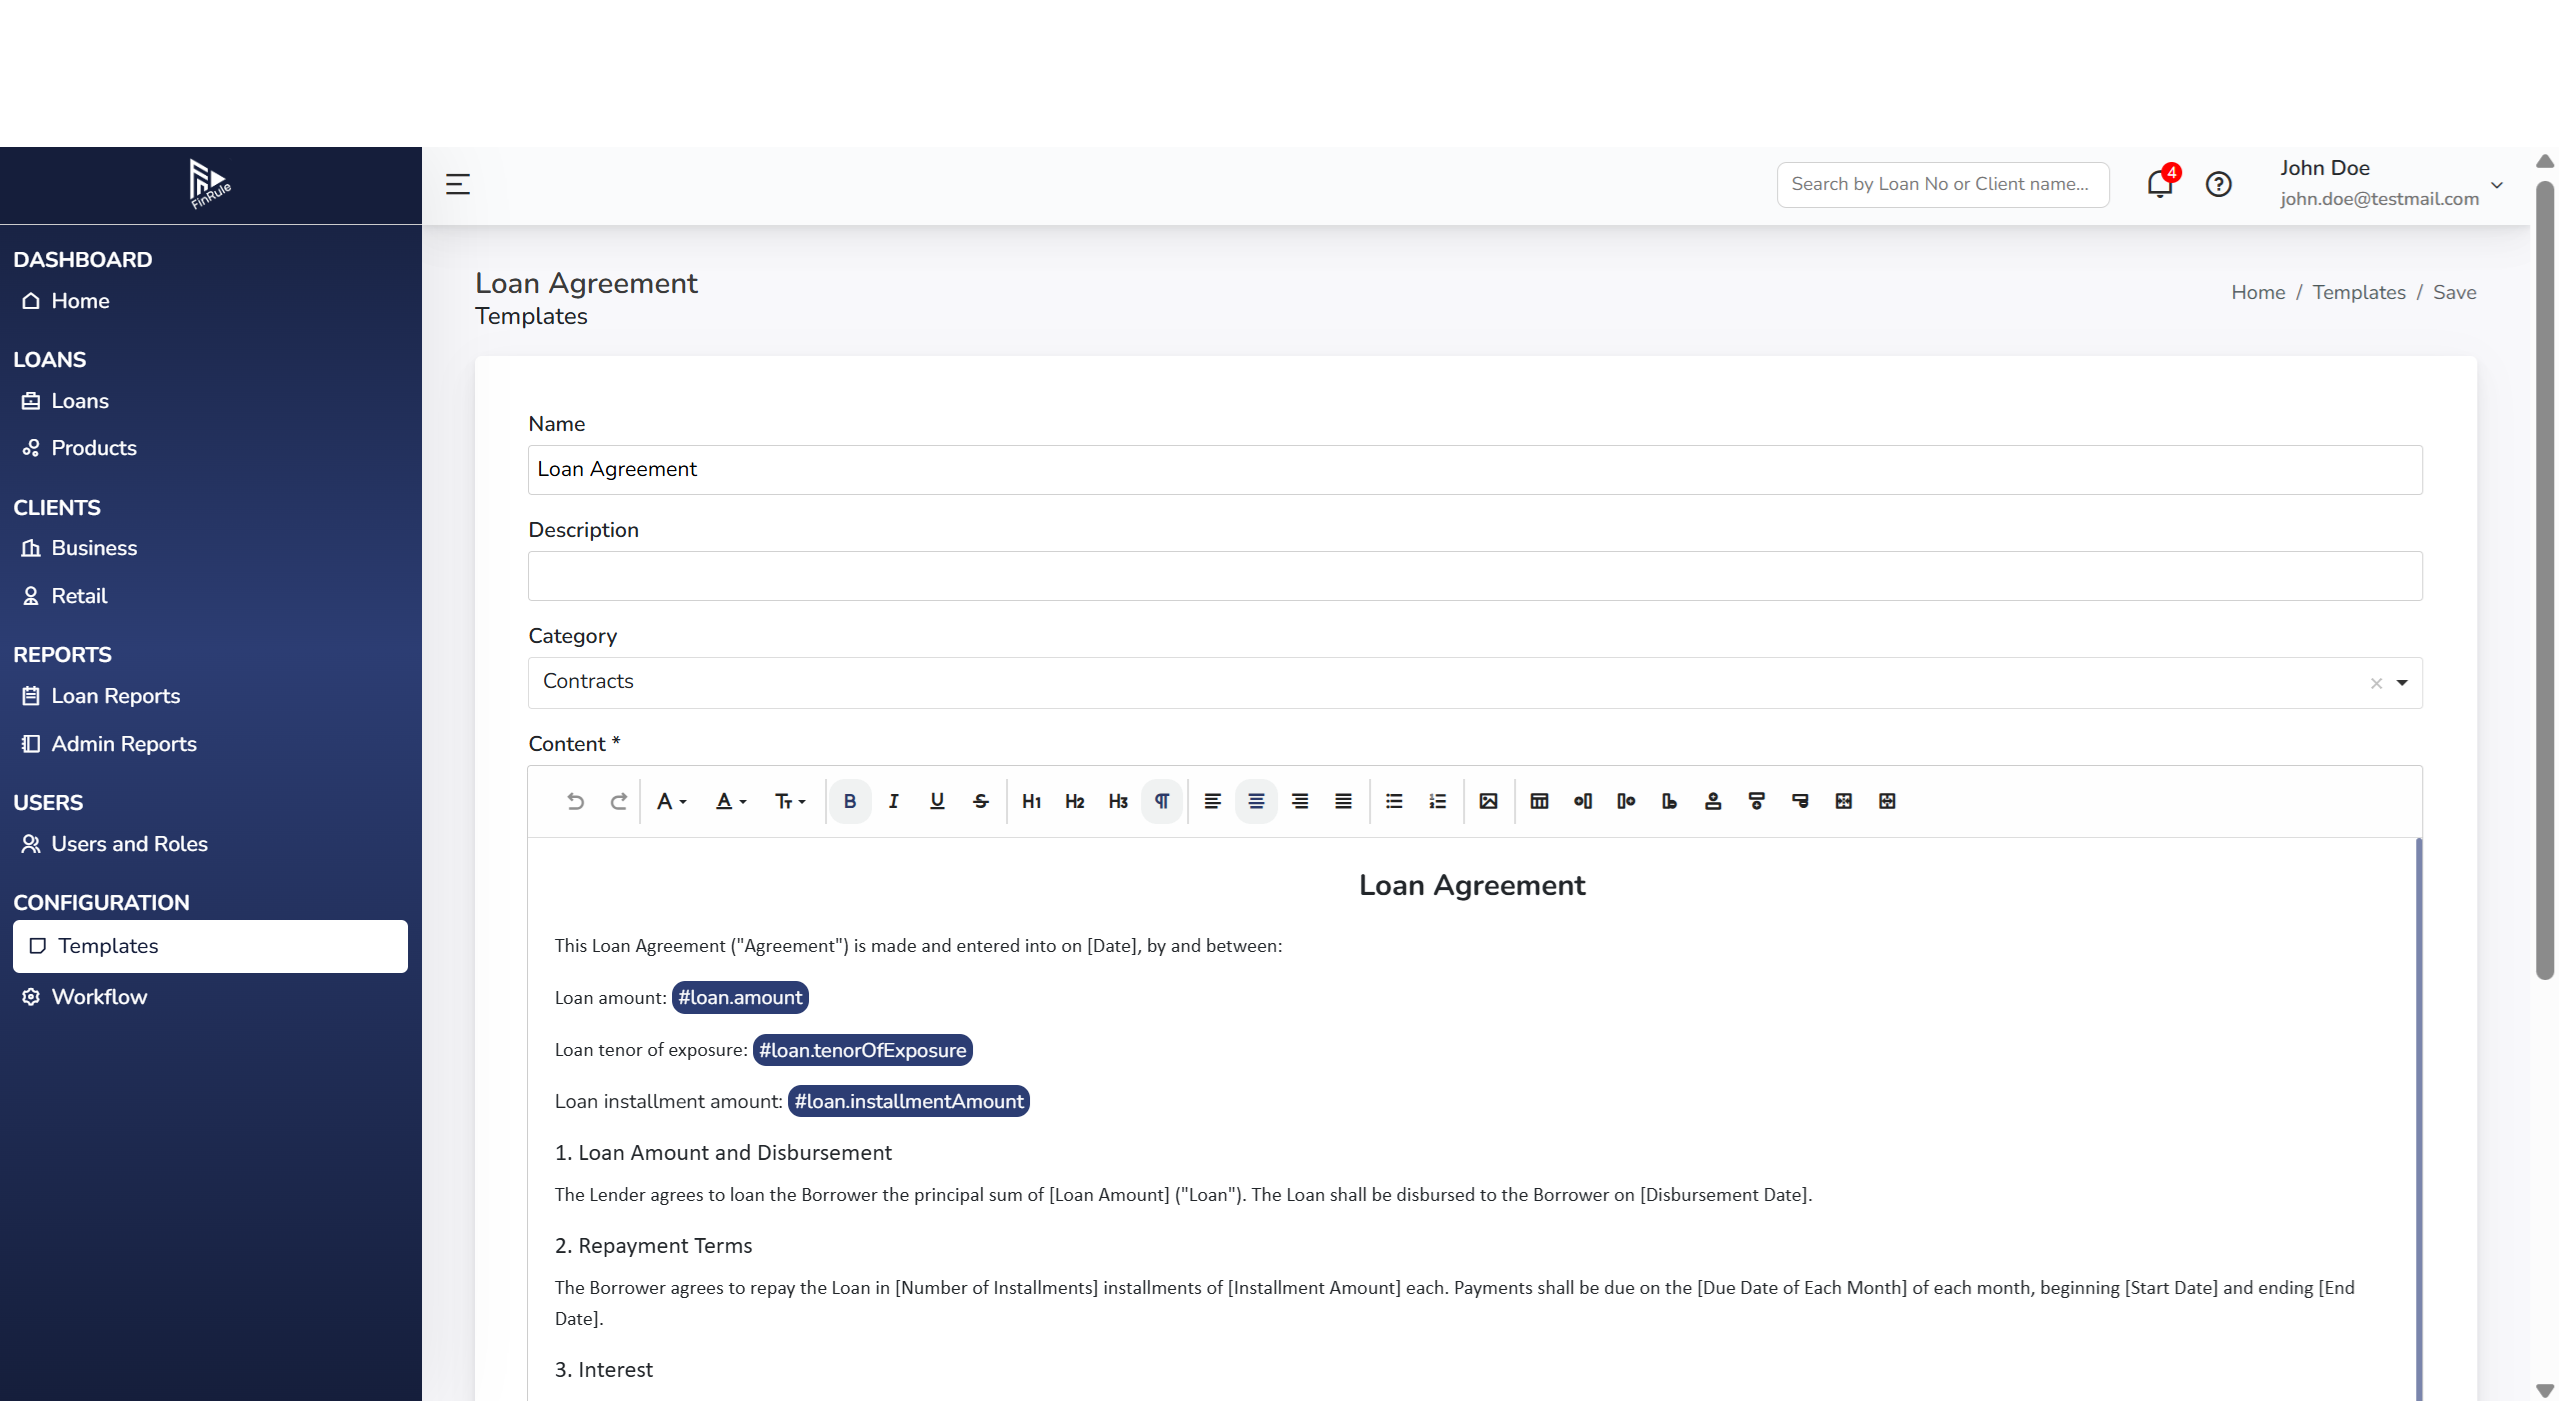 FinRule
Search by Loan No or Client name...
4
John Doe
john.doe@testmail.com
DASHBOARD
Home
LOANS
Loans
Products
CLIENTS
Business
Retail
REPORTS
Loan Reports
Admin Reports
USERS
Users and Roles
CONFIGURATION
Templates
Workflow
Loan Agreement
Templates
Home / Templates / Save
Name
Loan Agreement
Description
Category
Contracts
Content *
A A Tт B I U S H1 H2 H3 ¶
Loan Agreement
This Loan Agreement ("Agreement") is made and entered into on [Date], by and between:
Loan amount: #loan.amount
Loan tenor of exposure: #loan.tenorOfExposure
Loan installment amount: #loan.installmentAmount
1. Loan Amount and Disbursement
The Lender agrees to loan the Borrower the principal sum of [Loan Amount] ("Loan"). The Loan shall be disbursed to the Borrower on [Disbursement Date].
2. Repayment Terms
The Borrower agrees to repay the Loan in [Number of Installments] installments of [Installment Amount] each. Payments shall be due on the [Due Date of Each Month] of each month, beginning [Start Date] and ending [End
Date].
3. Interest